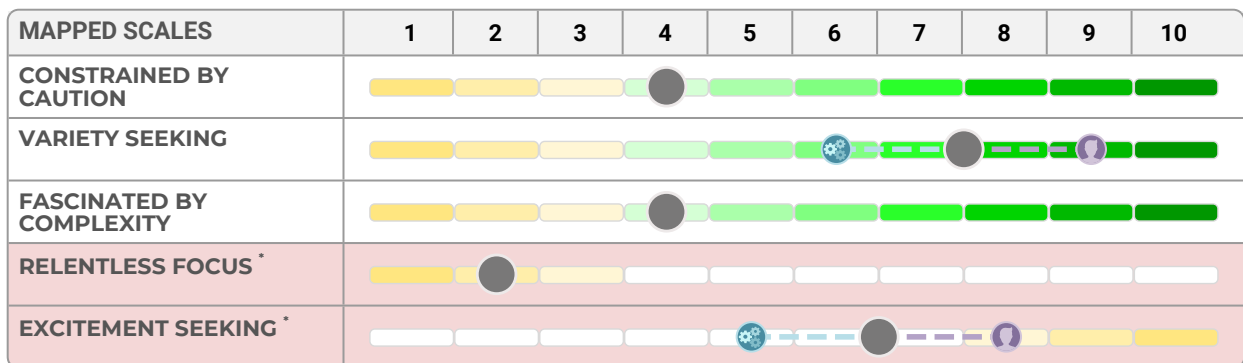 MAPPED SCALES 1 2 3 4 5 6 7 8 9 10
CONSTRAINED BY
CAUTION
VARIETY SEEKING
FASCINATED BY
COMPLEXITY
RELENTLESS FOCUS *
EXCITEMENT SEEKING *